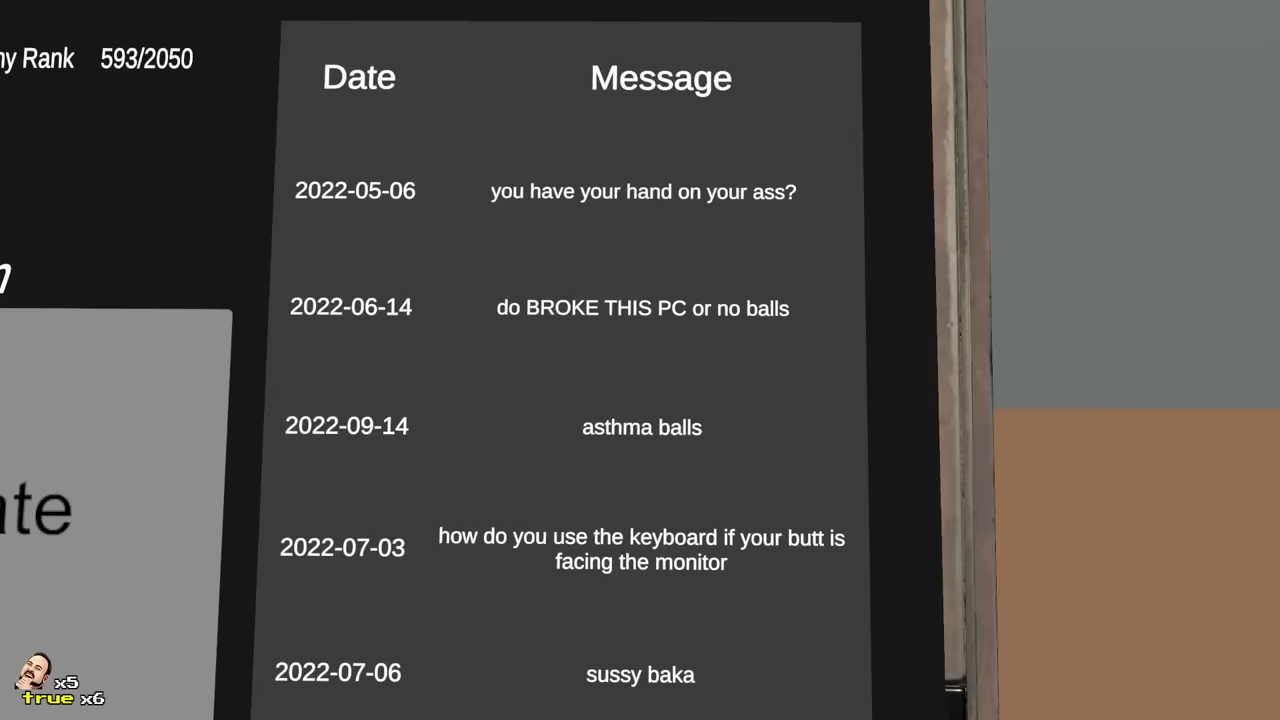 ny Rank 593/2050
Date Message
2022-05-06 you have your hand on your ass?
2022-06-14 do BROKE THIS PC or no balls
2022-09-14 asthma balls
2022-07-03 how do you use the keyboard if your butt is
facing the monitor
2022-07-06 sussy baka
ate
x5
true x6